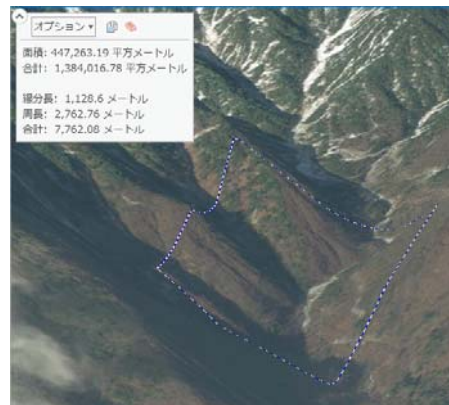 オプション▾
面積: 447,263.19 平方メートル
合計: 1,384,016.78 平方メートル
線分長: 1,128.6 メートル
周長: 2,762.76 メートル
合計: 7,762.08 メートル